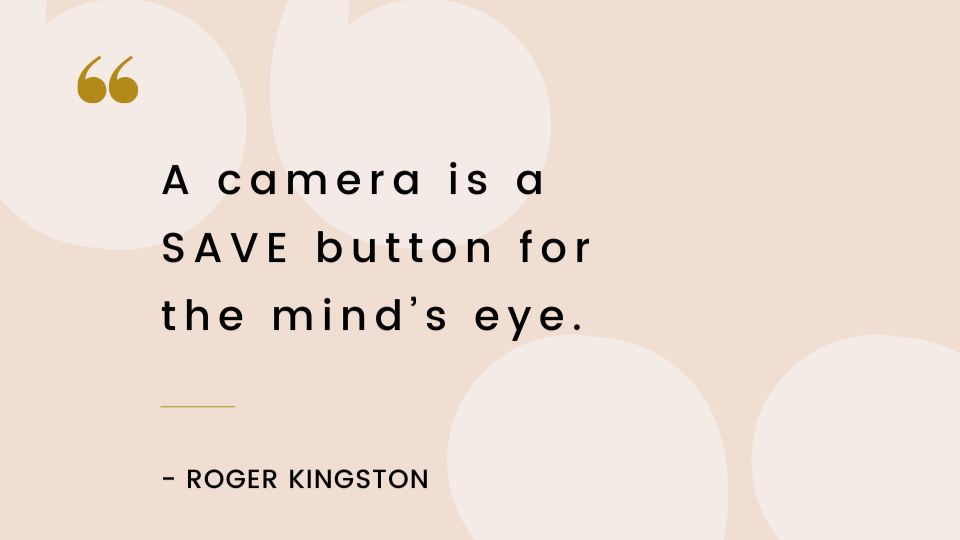 “
A camera is a
SAVE button for
the mind’s eye.
- ROGER KINGSTON